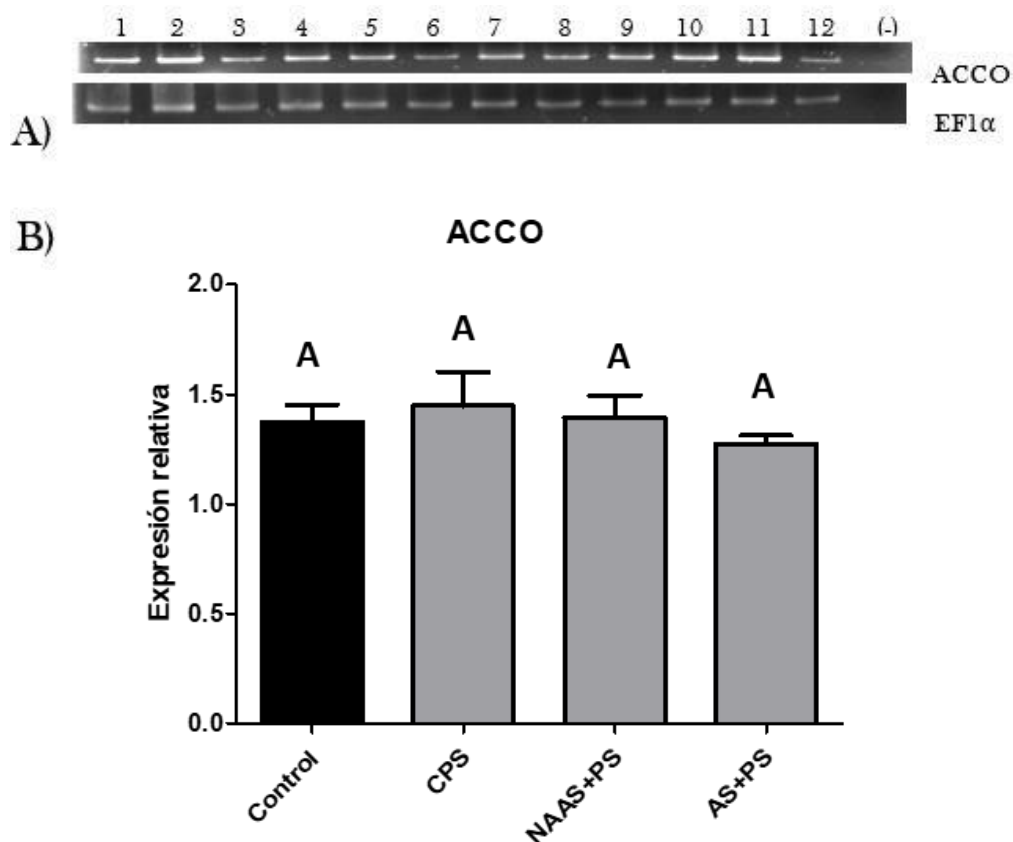 1 2 3 4 5 6 7 8 9 10 11 12 (-)
ACCO
EF1α
A)
B)
ACCO
2.0
1.5
1.0
0.5
0.0
Expresión relativa
A A A A
Control CPS NAAS+PS AS+PS